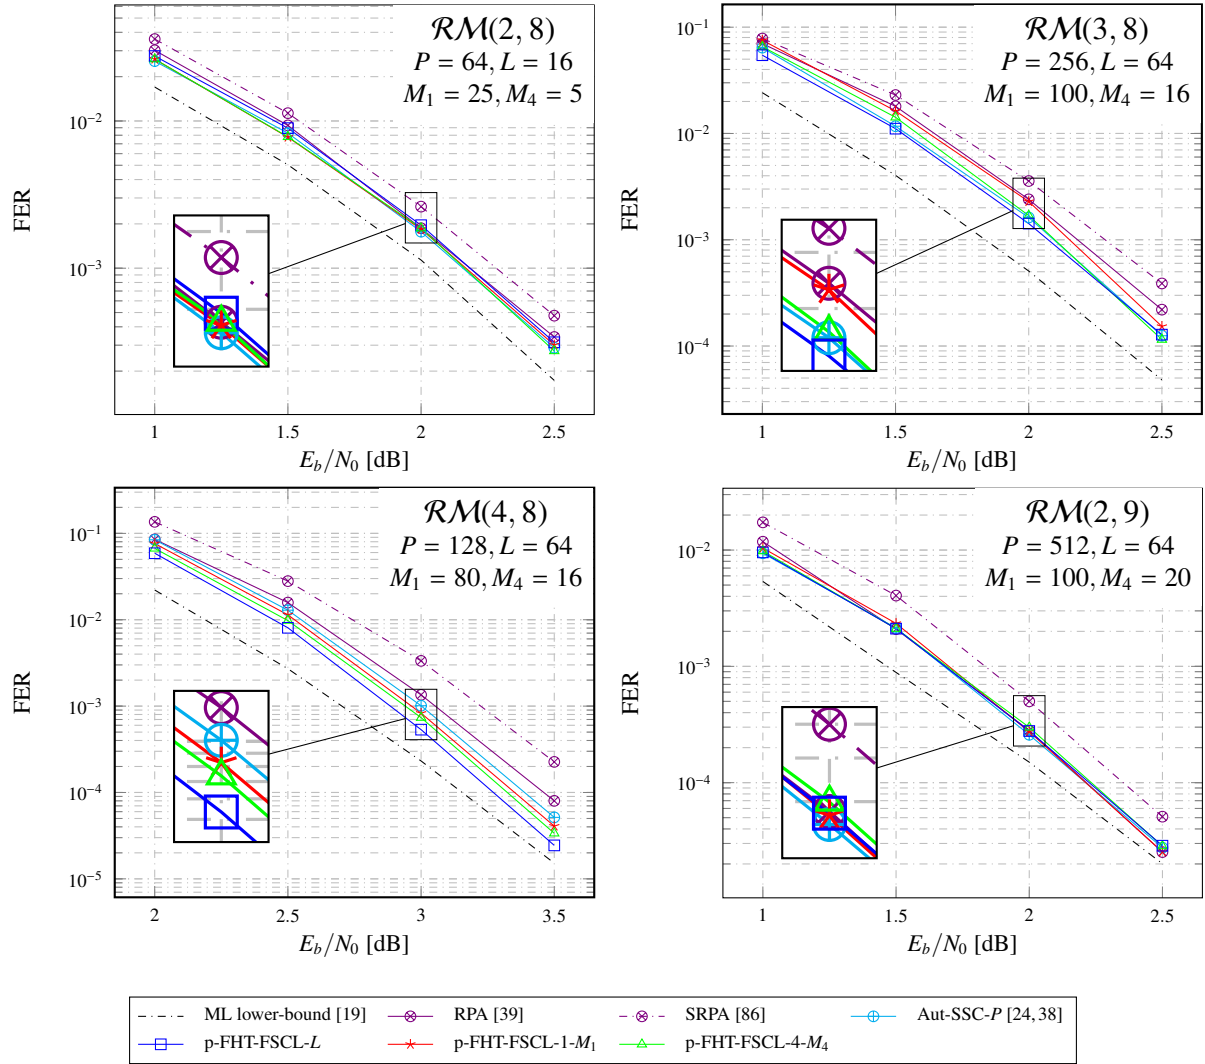 RM(2, 8)
P = 64, L = 16
M₁ = 25, M₄ = 5
10⁻²
10⁻³
FER
1 1.5 2 2.5
E_b/N₀ [dB]
RM(3, 8)
P = 256, L = 64
M₁ = 100, M₄ = 16
10⁻¹
10⁻²
10⁻³
10⁻⁴
FER
1 1.5 2 2.5
E_b/N₀ [dB]
RM(4, 8)
P = 128, L = 64
M₁ = 80, M₄ = 16
10⁻¹
10⁻²
10⁻³
10⁻⁴
10⁻⁵
FER
2 2.5 3 3.5
E_b/N₀ [dB]
RM(2, 9)
P = 512, L = 64
M₁ = 100, M₄ = 20
10⁻²
10⁻³
10⁻⁴
FER
1 1.5 2 2.5
E_b/N₀ [dB]
ML lower-bound [19] RPA [39] SRPA [86] Aut-SSC-P [24, 38]
p-FHT-FSCL-L p-FHT-FSCL-1-M₁ p-FHT-FSCL-4-M₄